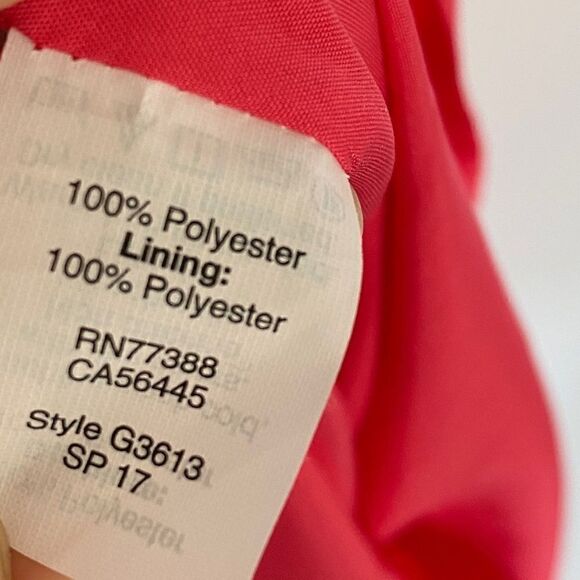 100% Polyester
Lining:
100% Polyester
RN77388
CA56445
Style G3613
SP 17